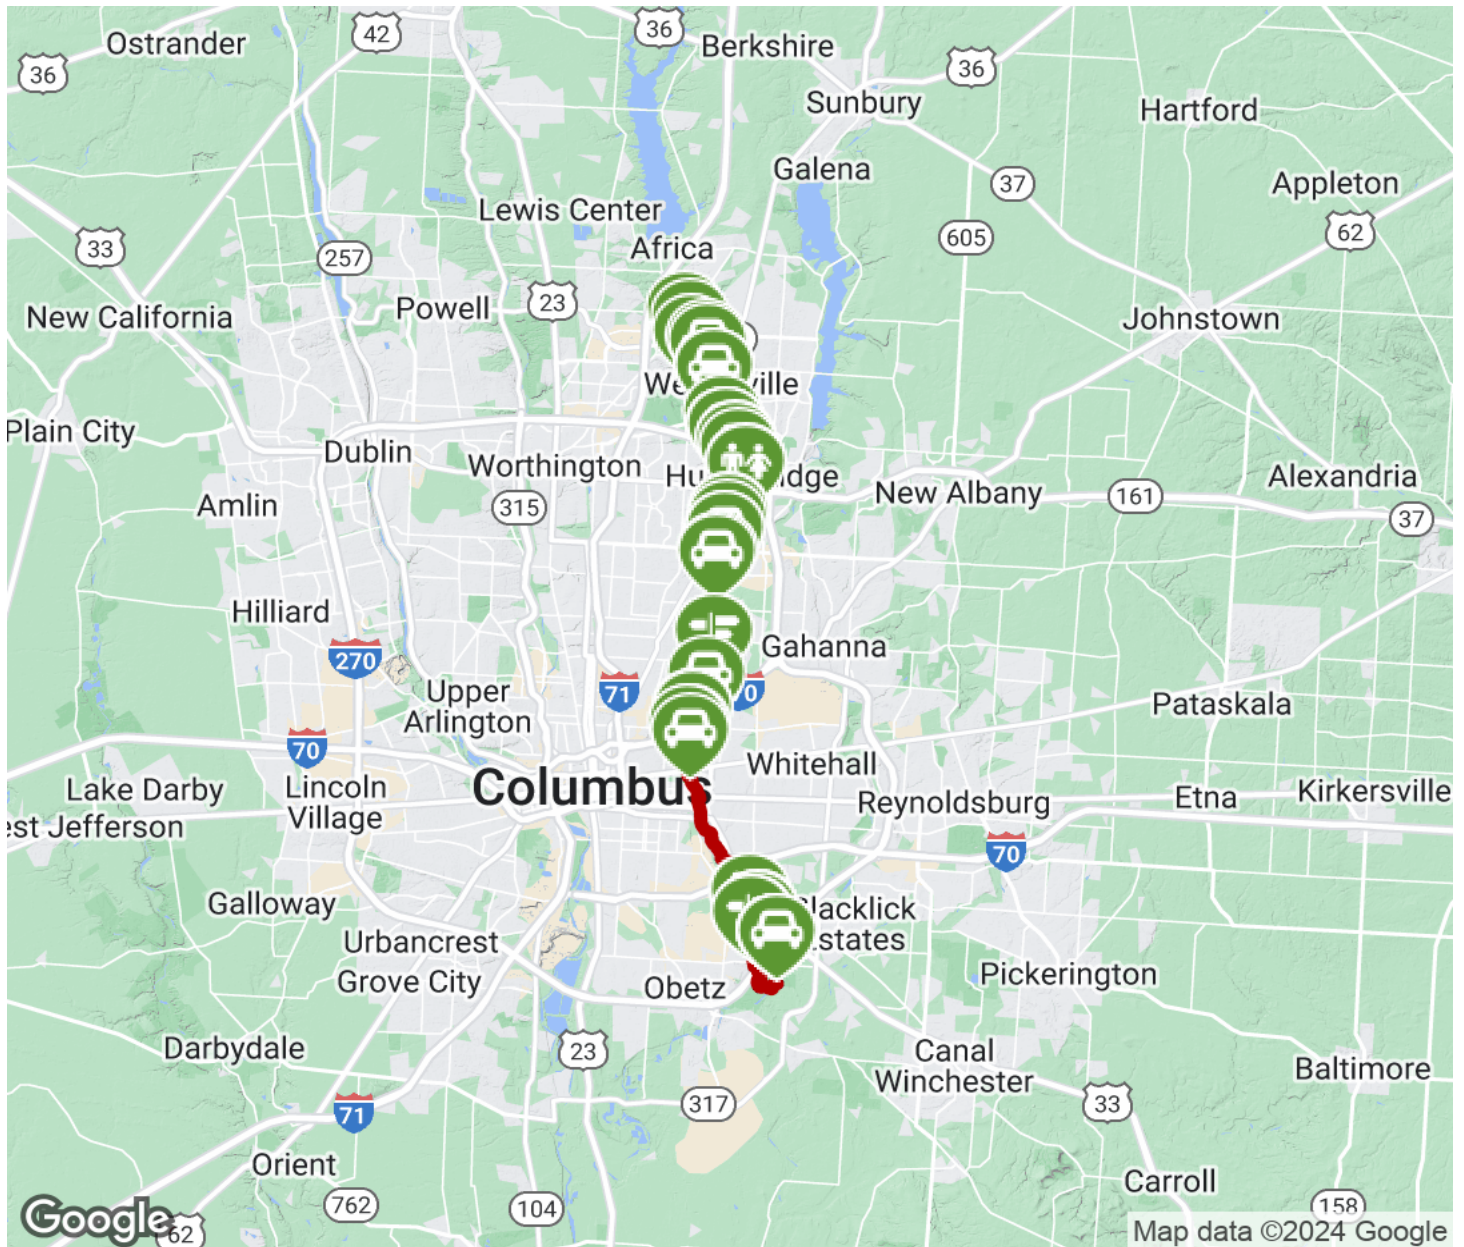 Ostrander
42
36
Berkshire
36
36
Sunbury
Hartford
Galena
37
Appleton
Lewis Center
605
62
33
257
Africa
New California
Powell
23
Johnstown
Plain City
Dublin
Worthington
New Albany
161
Alexandria
37
Amlin
315
Hilliard
270
Gahanna
Upper
Arlington
71
Pataskala
70
Lincoln
Village
Columbus
Whitehall
Lake Darby
Reynoldsburg
Etna
Kirkersville
70
Galloway
Urbancrest
Grove City
Obetz
Pickerington
Darbydale
23
Canal
Winchester
Baltimore
71
317
33
Orient
762
104
Carroll
158
Google
62
Map data ©2024 Google